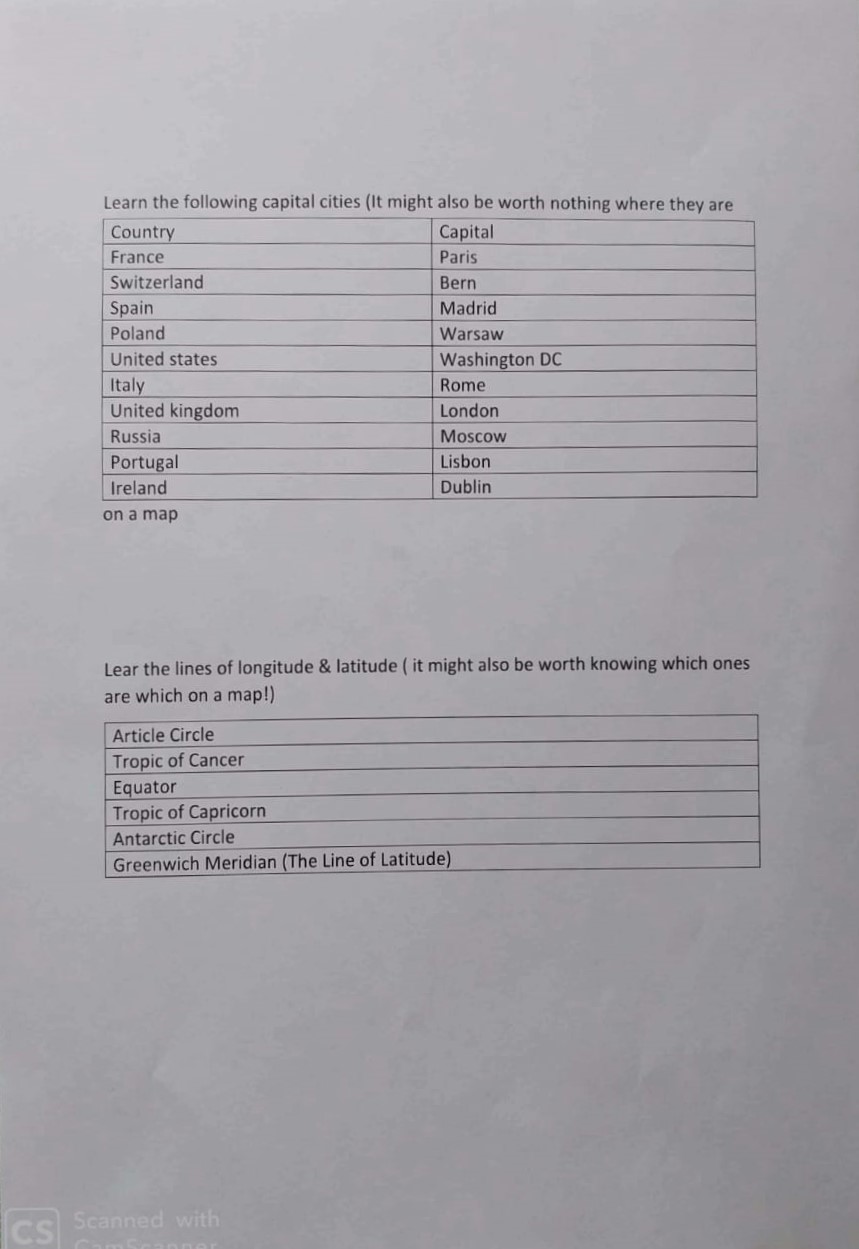 Learn the following capital cities (It might also be worth nothing where they are
Country Capital
France Paris
Switzerland Bern
Spain Madrid
Poland Warsaw
United states Washington DC
Italy Rome
United kingdom London
Russia Moscow
Portugal Lisbon
Ireland Dublin
on a map
Lear the lines of longitude & latitude ( it might also be worth knowing which ones
are which on a map!)
Article Circle
Tropic of Cancer
Equator
Tropic of Capricorn
Antarctic Circle
Greenwich Meridian (The Line of Latitude)
CS Scanned with
CamScanner